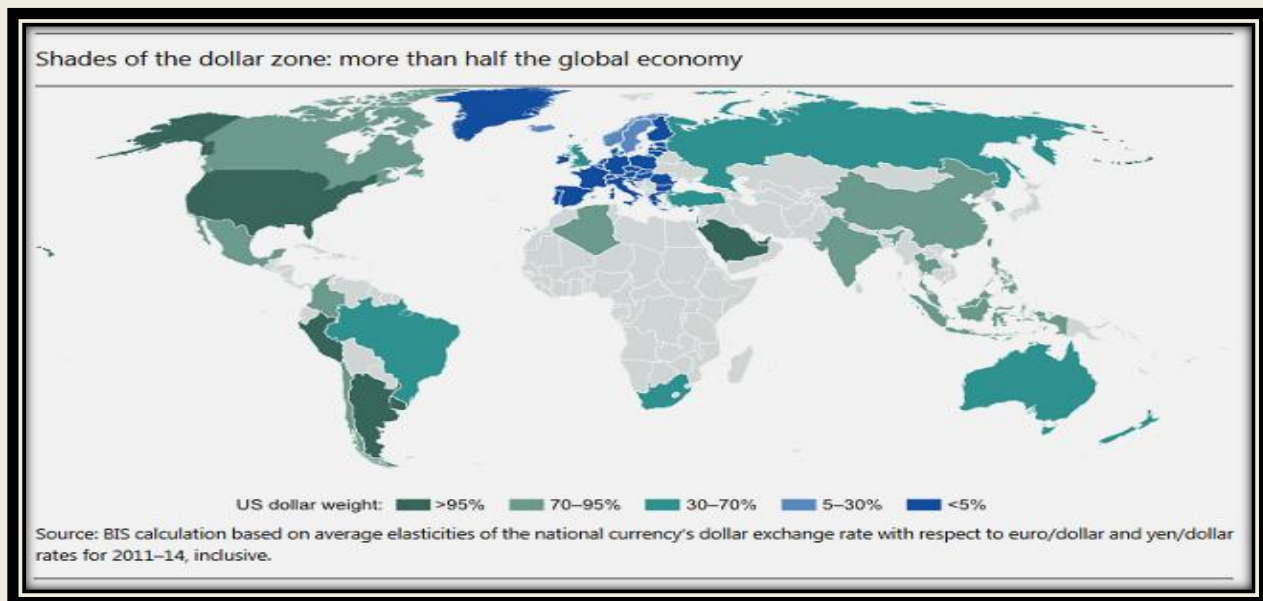 Shades of the dollar zone: more than half the global economy
US dollar weight: >95% 70–95% 30–70% 5–30% <5%
Source: BIS calculation based on average elasticities of the national currency's dollar exchange rate with respect to euro/dollar and yen/dollar
rates for 2011–14, inclusive.